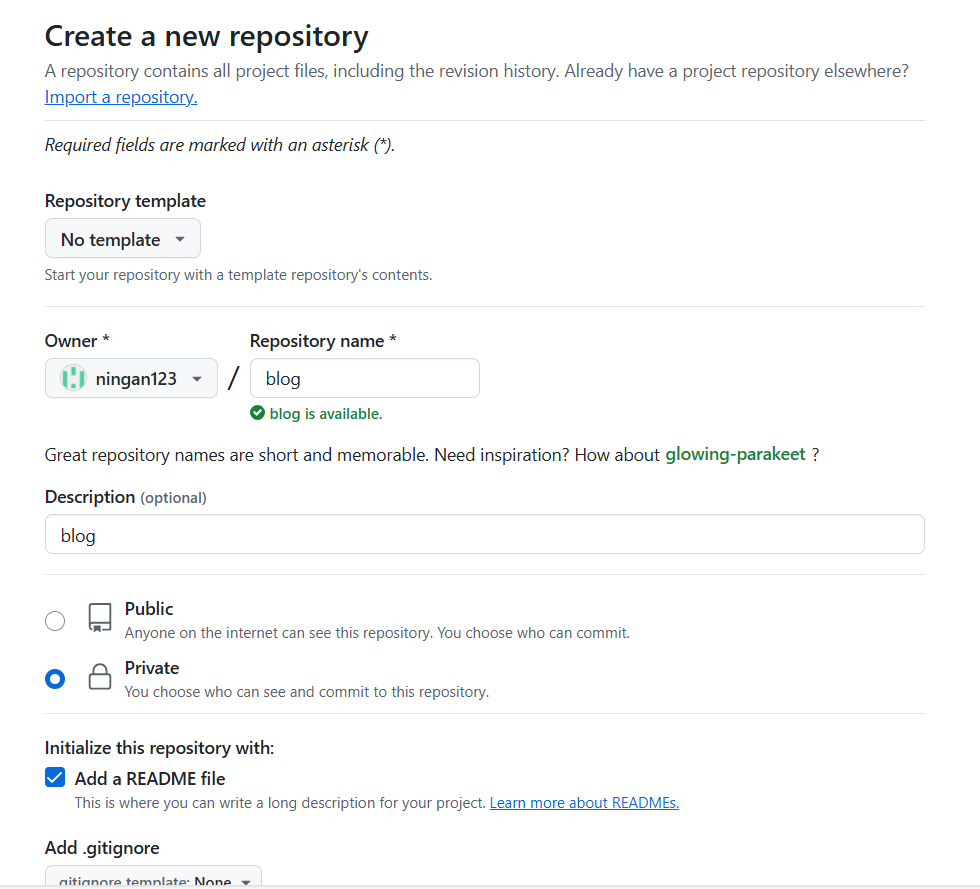 Create a new repository
A repository contains all project files, including the revision history. Already have a project repository elsewhere?
Import a repository.
Required fields are marked with an asterisk (*).
Repository template
No template
Start your repository with a template repository's contents.
Owner * Repository name *
ningan123 / blog
blog is available.
Great repository names are short and memorable. Need inspiration? How about glowing-parakeet ?
Description (optional)
blog
Public
Anyone on the internet can see this repository. You choose who can commit.
Private
You choose who can see and commit to this repository.
Initialize this repository with:
Add a README file
This is where you can write a long description for your project. Learn more about READMEs.
Add .gitignore
.gitignore template: None